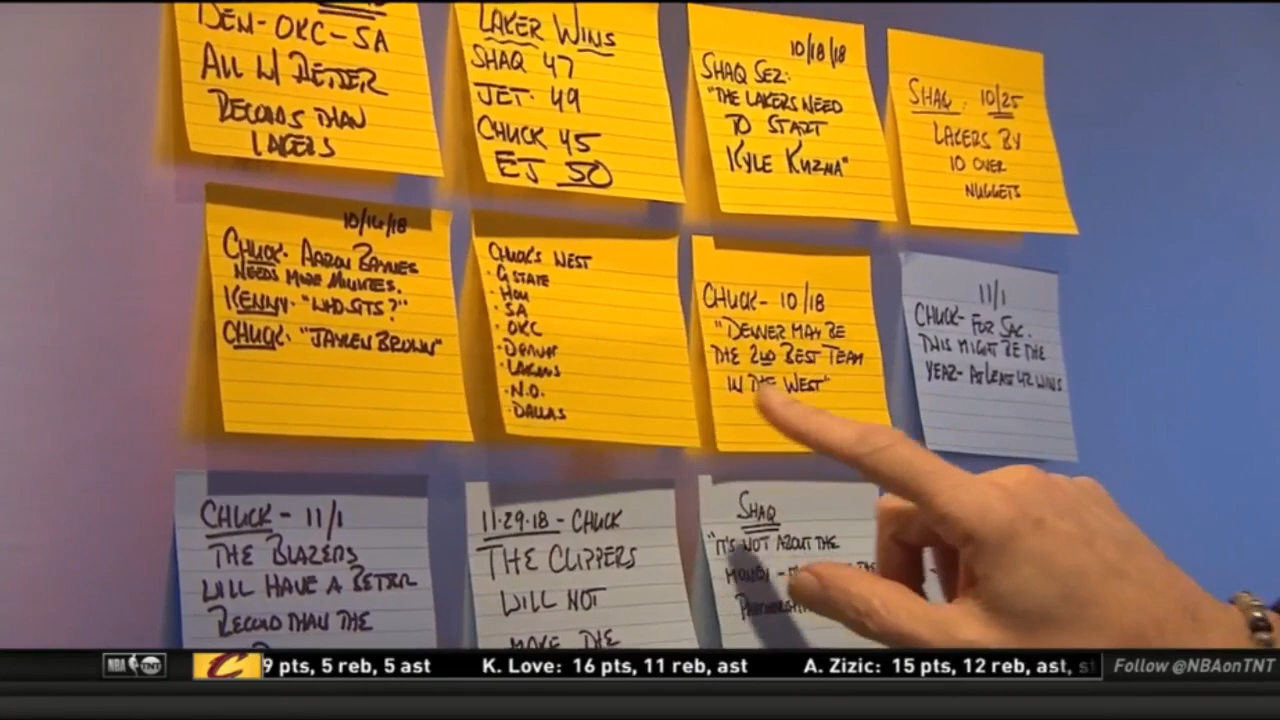 DEN-OKC-SA
ALL W/ BETTER
RECORDS THAN
LAKERS
LAKER WINS
SHAQ 47
JET. 49
CHUCK 45
EJ 50
10/18/18
SHAQ SEZ:
"THE LAKERS NEED
TO START
KYLE KUZMA"
SHAQ: 10/25
LAKERS BY
10 OVER
NUGGETS
10/16/18
CHUCK: AARON BAYNES
NEEDS MORE MINUTES.
KENNY: "WHO SITS?"
CHUCK: "JAYLEN BROWN"
CHUCK'S WEST
· G STATE
· HOU
· SA
· OKC
· DENVER
· LAKERS
· N.O.
· DALLAS
CHUCK- 10/18
"DENVER MAY BE
THE 2ND BEST TEAM
IN THE WEST"
11/1
CHUCK- FOR SAC.
THIS MIGHT BE THE
YEAR- AT LEAST 42 WINS
CHUCK - 11/1
THE BLAZERS
WILL HAVE A BETTER
RECORD THAN THE
11.29.18 - CHUCK
THE CLIPPERS
WILL NOT
MAKE THE
SHAQ
"IT'S NOT ABOUT THE
MONEY - THE
NBA TNT
9 pts, 5 reb, 5 ast K. Love: 16 pts, 11 reb, ast A. Zizic: 15 pts, 12 reb, ast,
Follow @NBAonTNT